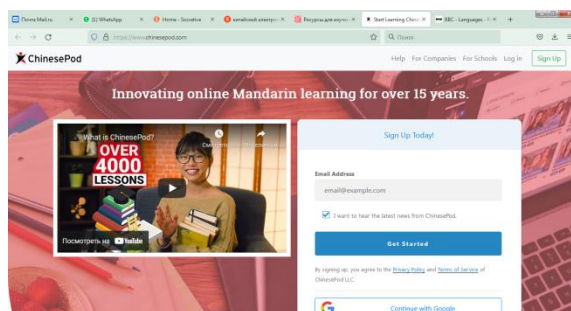 Почта Mail.ru
(1) WhatsApp
Home - Socrative
китайский электро
Ресурсы для изуче
Start Learning Chine
BBC - Languages -
https://www.chinesepod.com
Поиск
ChinesePod
Help For Companies For Schools Log in Sign Up
Innovating online Mandarin learning for over 15 years.
What is ChinesePod?
OVER
4000
LESSONS
Посмотреть на YouTube
Sign Up Today!
Email Address
email@example.com
I want to hear the latest news from ChinesePod.
Get Started
By signing up, you agree to the Privacy Policy and Terms of Service of
ChinesePod LLC.
Continue with Google